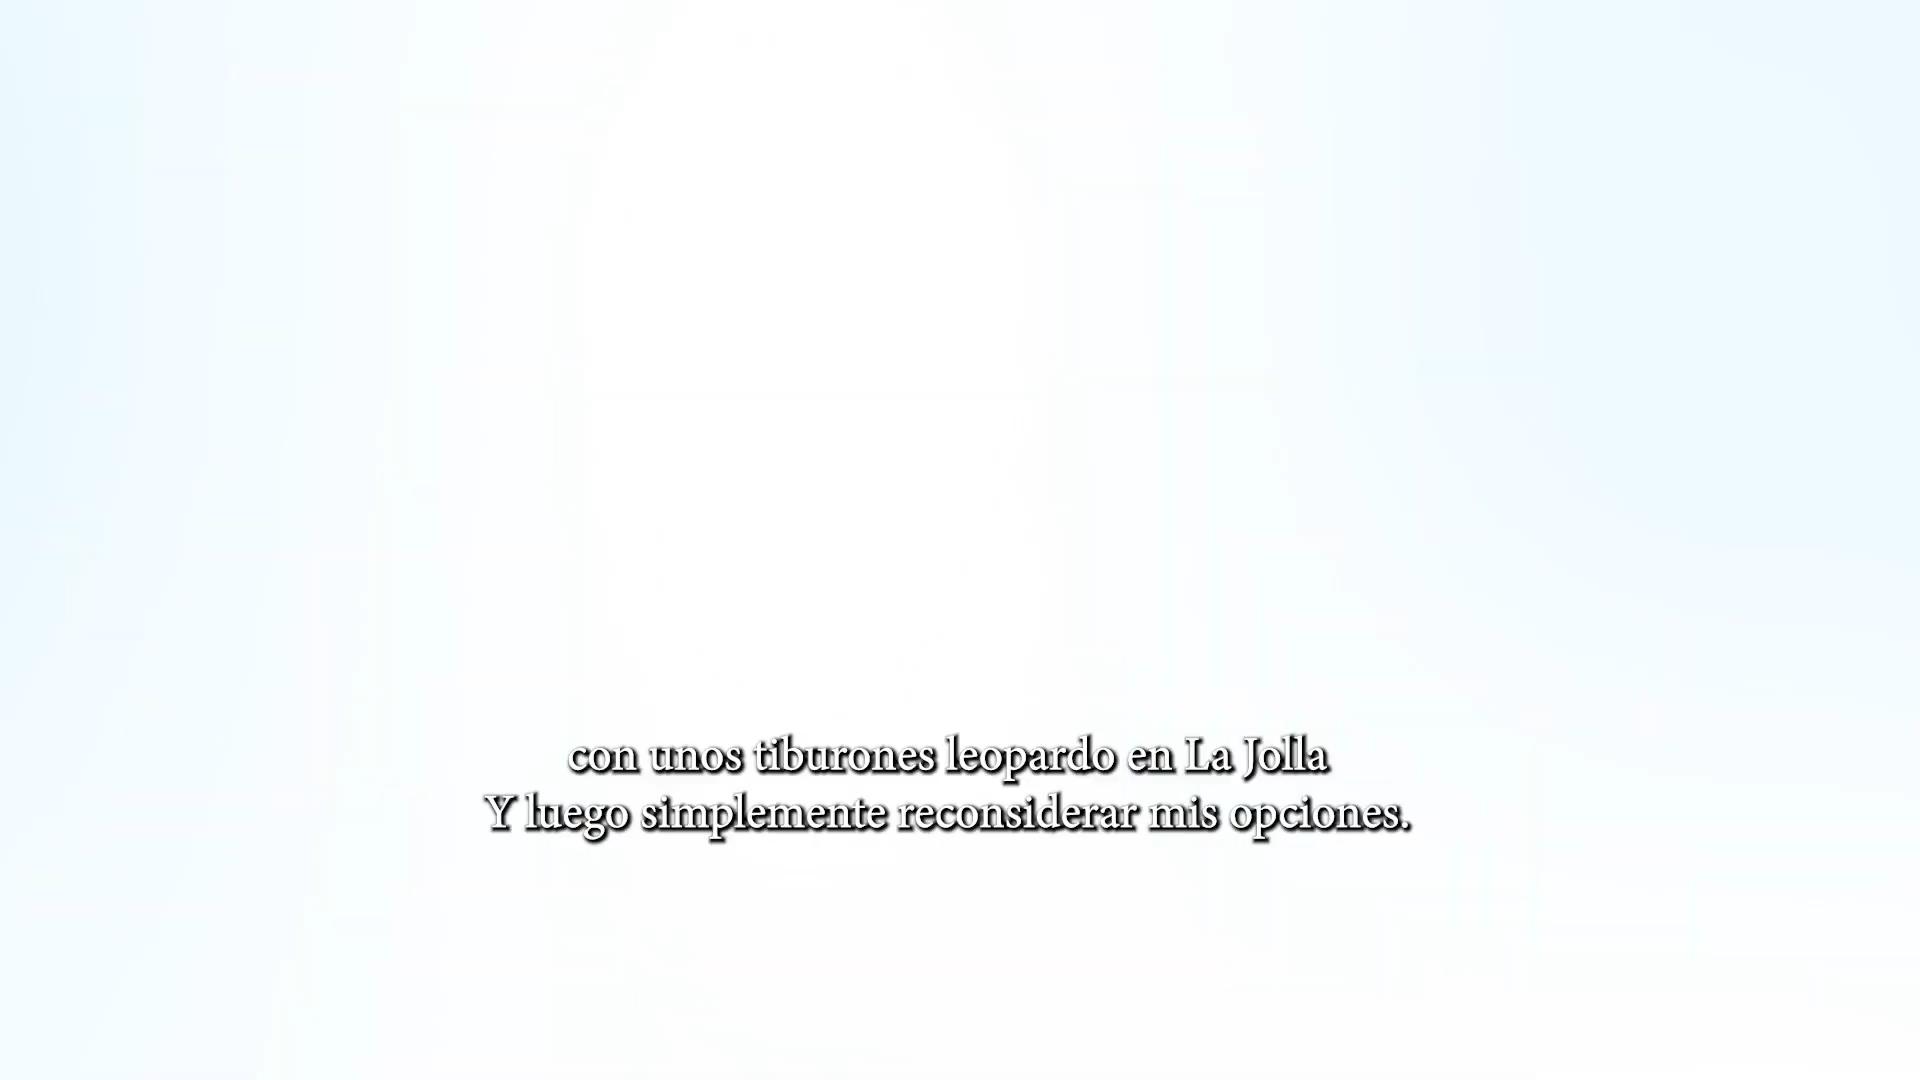 con unos tiburones leopardo en La Jolla
Y luego simplemente reconsiderar mis opciones.